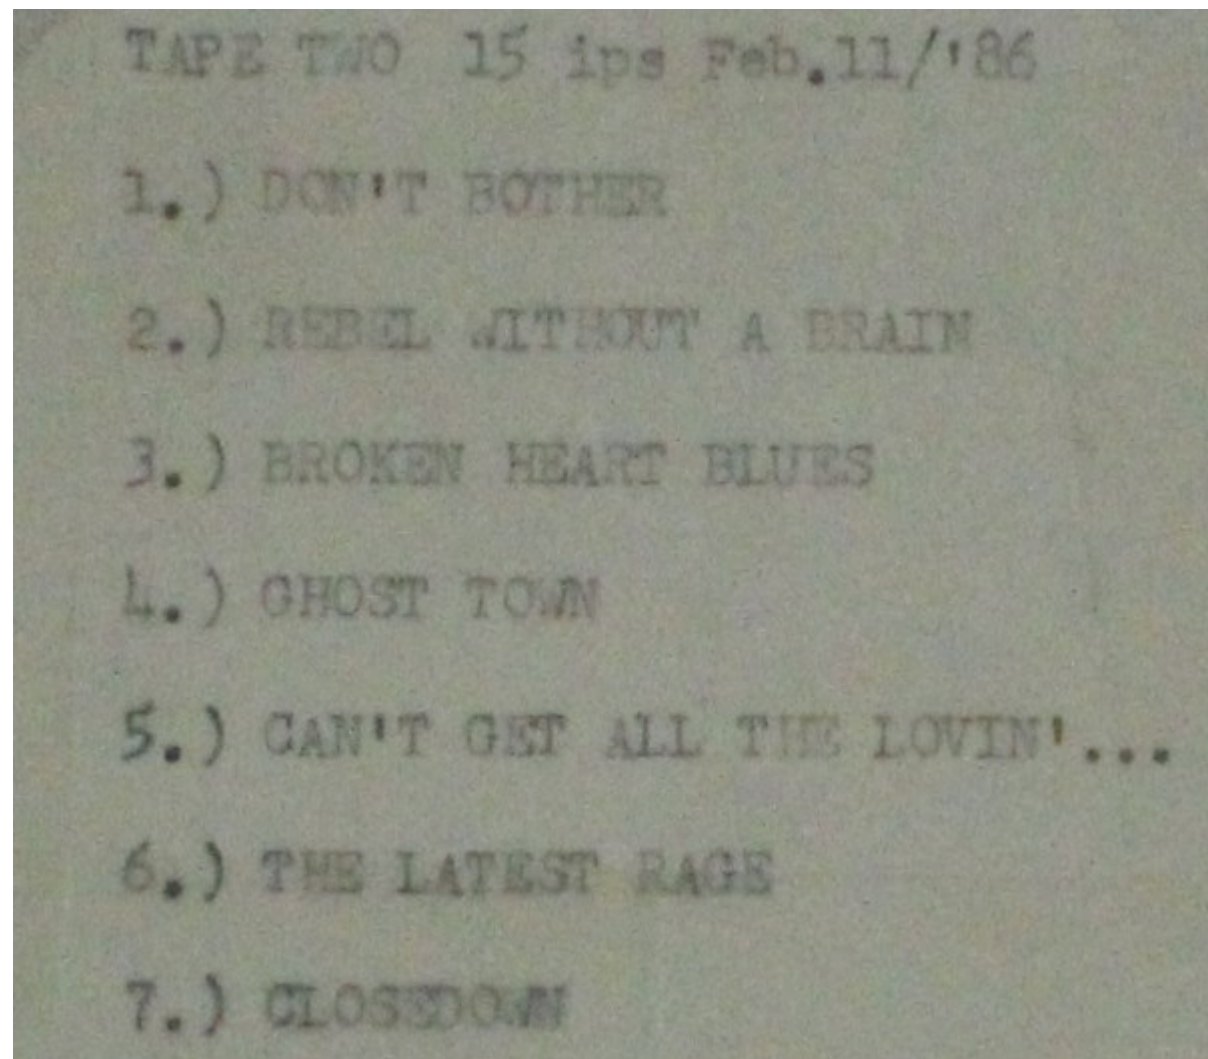 TAPE TWO 15 ips Feb.11/'86
1.) DON'T BOTHER
2.) REBEL WITHOUT A BRAIN
3.) BROKEN HEART BLUES
4.) GHOST TOWN
5.) CAN'T GET ALL THE LOVIN'...
6.) THE LATEST RAGE
7.) CLOSEDOWN